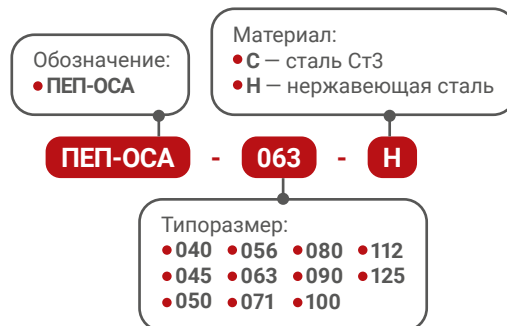 Обозначение:
• ПЕП-ОСА
Материал:
• С — сталь Ст3
• Н — нержавеющая сталь
ПЕП-ОСА - 063 - Н
Типоразмер:
• 040 • 056 • 080 • 112
• 045 • 063 • 090 • 125
• 050 • 071 • 100